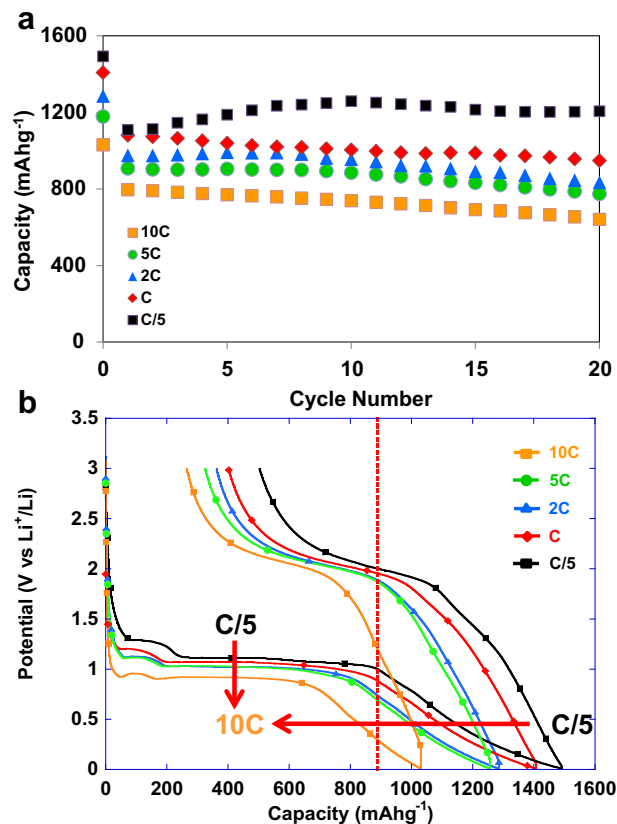 a
1600
1200
800
400
0
Capacity (mAhg⁻¹)
10C
5C
2C
C
C/5
0 5 10 15 20
Cycle Number
b
3.5
3
2.5
2
1.5
1
0.5
0
Potential (V vs Li⁺/Li)
10C
5C
2C
C
C/5
C/5
10C
C/5
0 200 400 600 800 1000 1200 1400 1600
Capacity (mAhg⁻¹)